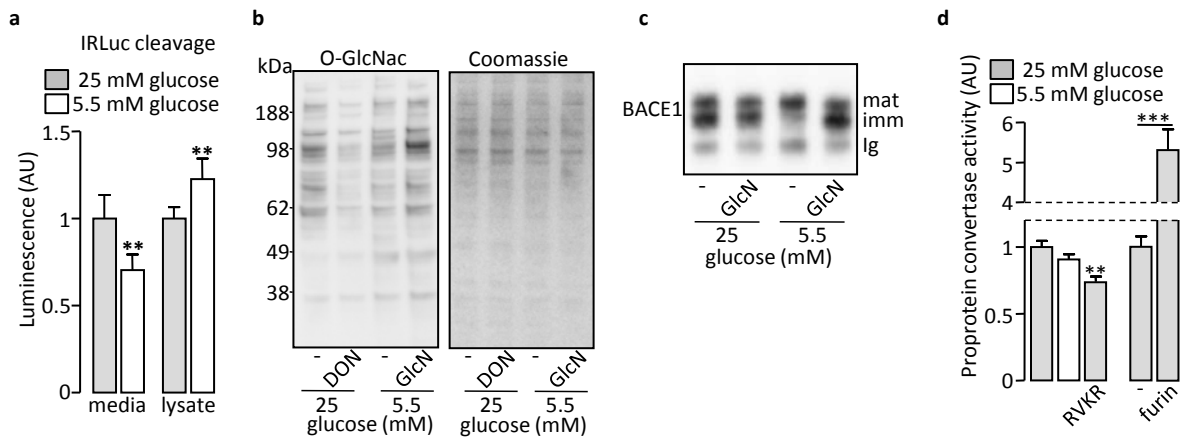 a
IRLuc cleavage
25 mM glucose
5.5 mM glucose
Luminescence (AU)
1.5
1
0.5
0
**
**
media
lysate
b
O-GlcNac
Coomassie
kDa
188
98
62
49
38
- DON - GlcN
25 5.5
glucose (mM)
- DON - GlcN
25 5.5
glucose (mM)
c
BACE1
mat
imm
Ig
- GlcN - GlcN
25 5.5
glucose (mM)
d
25 mM glucose
5.5 mM glucose
Proprotein convertase activity (AU)
6
5
4
1
0.5
0
**
***
RVKR
-
furin